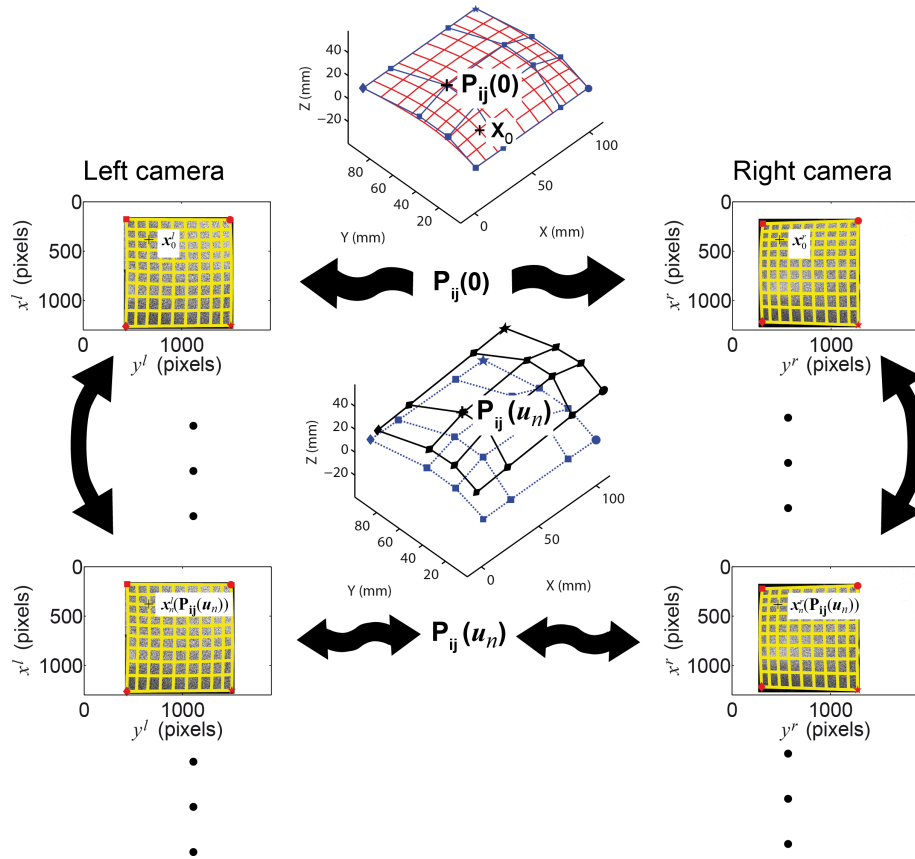 40
20
0
−20
Z (mm)
P_ij(0)
X_0
80
60
40
20
0
50
100
Y (mm)
X (mm)
Left camera
0
500
1000
x^l (pixels)
x_0^l
0
1000
y^l (pixels)
Right camera
0
500
1000
x^r (pixels)
x_0^r
0
1000
y^r (pixels)
P_ij(0)
40
20
0
−20
Z (mm)
P_ij(u_n)
80
60
40
20
0
50
100
Y (mm)
X (mm)
0
500
1000
x^l (pixels)
x_n^l(P_ij(u_n))
0
1000
y^l (pixels)
P_ij(u_n)
0
500
1000
x^r (pixels)
x_n^r(P_ij(u_n))
0
1000
y^r (pixels)